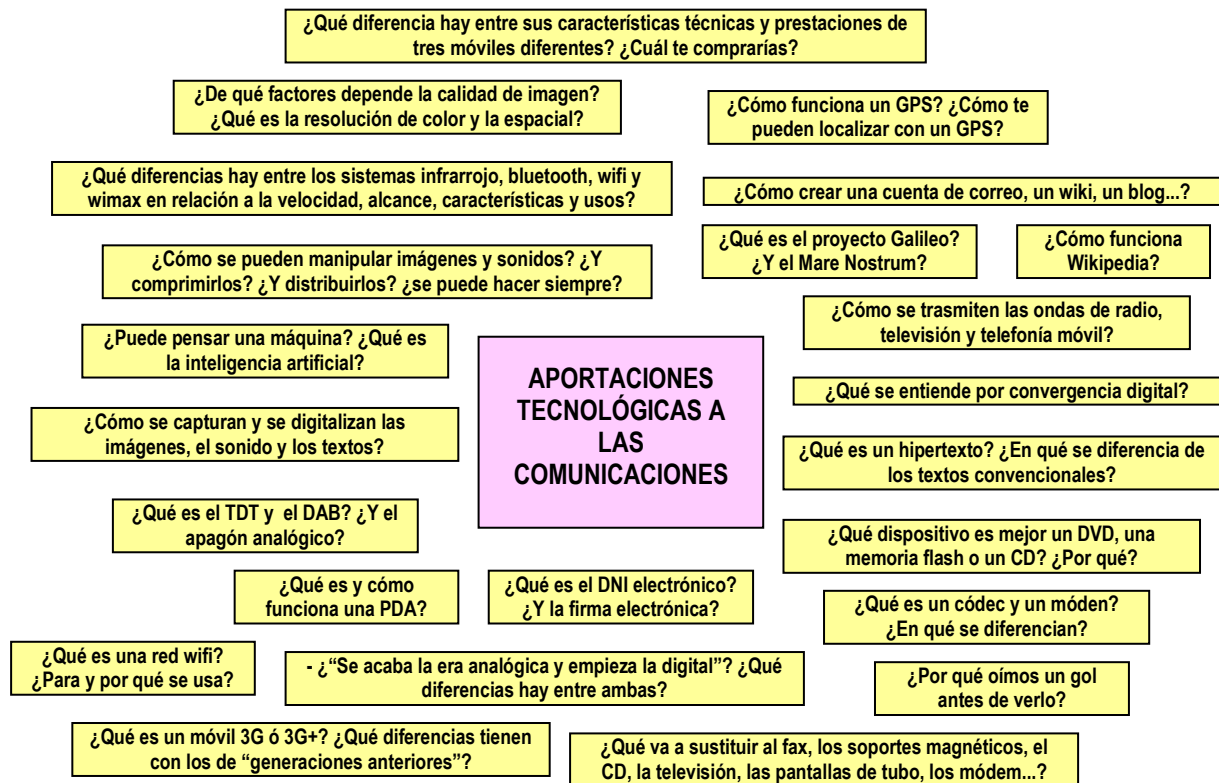 ¿Qué diferencia hay entre sus características técnicas y prestaciones de
tres móviles diferentes? ¿Cuál te comprarías?
¿De qué factores depende la calidad de imagen?
¿Qué es la resolución de color y la espacial?
¿Cómo funciona un GPS? ¿Cómo te
pueden localizar con un GPS?
¿Qué diferencias hay entre los sistemas infrarrojo, bluetooth, wifi y
wimax en relación a la velocidad, alcance, características y usos?
¿Cómo crear una cuenta de correo, un wiki, un blog...?
¿Qué es el proyecto Galileo?
¿Y el Mare Nostrum?
¿Cómo funciona
Wikipedia?
¿Cómo se pueden manipular imágenes y sonidos? ¿Y
comprimirlos? ¿Y distribuirlos? ¿se puede hacer siempre?
¿Cómo se trasmiten las ondas de radio,
televisión y telefonía móvil?
¿Puede pensar una máquina? ¿Qué es
la inteligencia artificial?
APORTACIONES
TECNOLÓGICAS A
LAS
COMUNICACIONES
¿Qué se entiende por convergencia digital?
¿Cómo se capturan y se digitalizan las
imágenes, el sonido y los textos?
¿Qué es un hipertexto? ¿En qué se diferencia de
los textos convencionales?
¿Qué es el TDT y el DAB? ¿Y el
apagón analógico?
¿Qué dispositivo es mejor un DVD, una
memoria flash o un CD? ¿Por qué?
¿Qué es y cómo
funciona una PDA?
¿Qué es el DNI electrónico?
¿Y la firma electrónica?
¿Qué es un códec y un móden?
¿En qué se diferencian?
¿Qué es una red wifi?
¿Para y por qué se usa?
- ¿“Se acaba la era analógica y empieza la digital”? ¿Qué
diferencias hay entre ambas?
¿Por qué oímos un gol
antes de verlo?
¿Qué es un móvil 3G ó 3G+? ¿Qué diferencias tienen
con los de “generaciones anteriores”?
¿Qué va a sustituir al fax, los soportes magnéticos, el
CD, la televisión, las pantallas de tubo, los módem...?